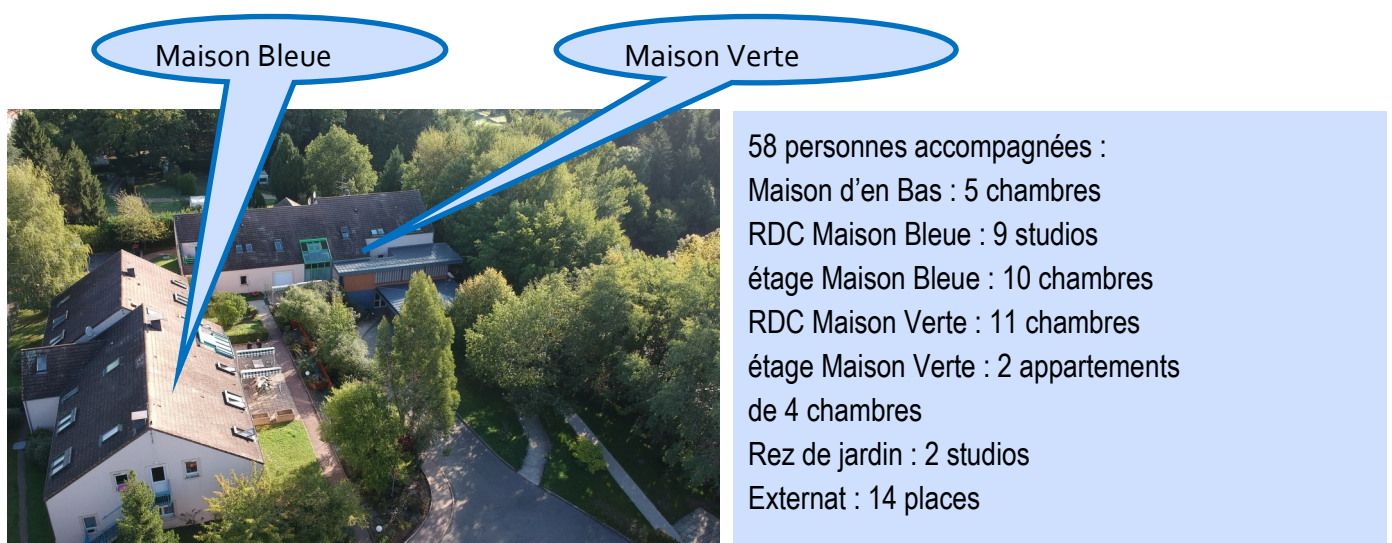 Maison Bleue
Maison Verte
58 personnes accompagnées :
Maison d'en Bas : 5 chambres
RDC Maison Bleue : 9 studios
étage Maison Bleue : 10 chambres
RDC Maison Verte : 11 chambres
étage Maison Verte : 2 appartements
de 4 chambres
Rez de jardin : 2 studios
Externat : 14 places